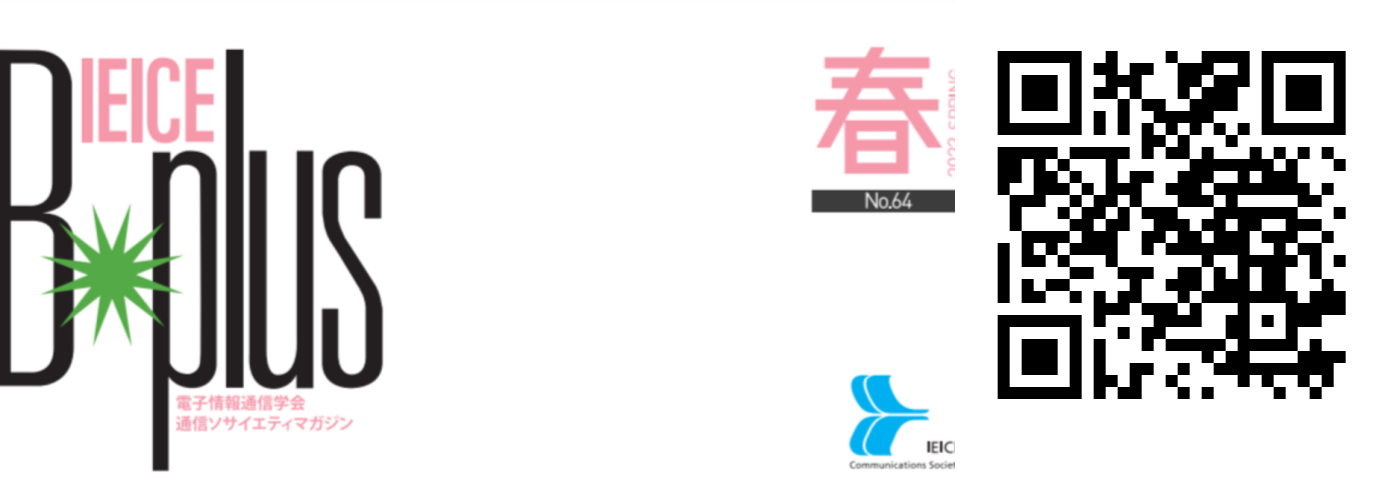 IEICE
B plus
電子情報通信学会
通信ソサイエティマガジン
春
No.64
IEIC
Communications Societ